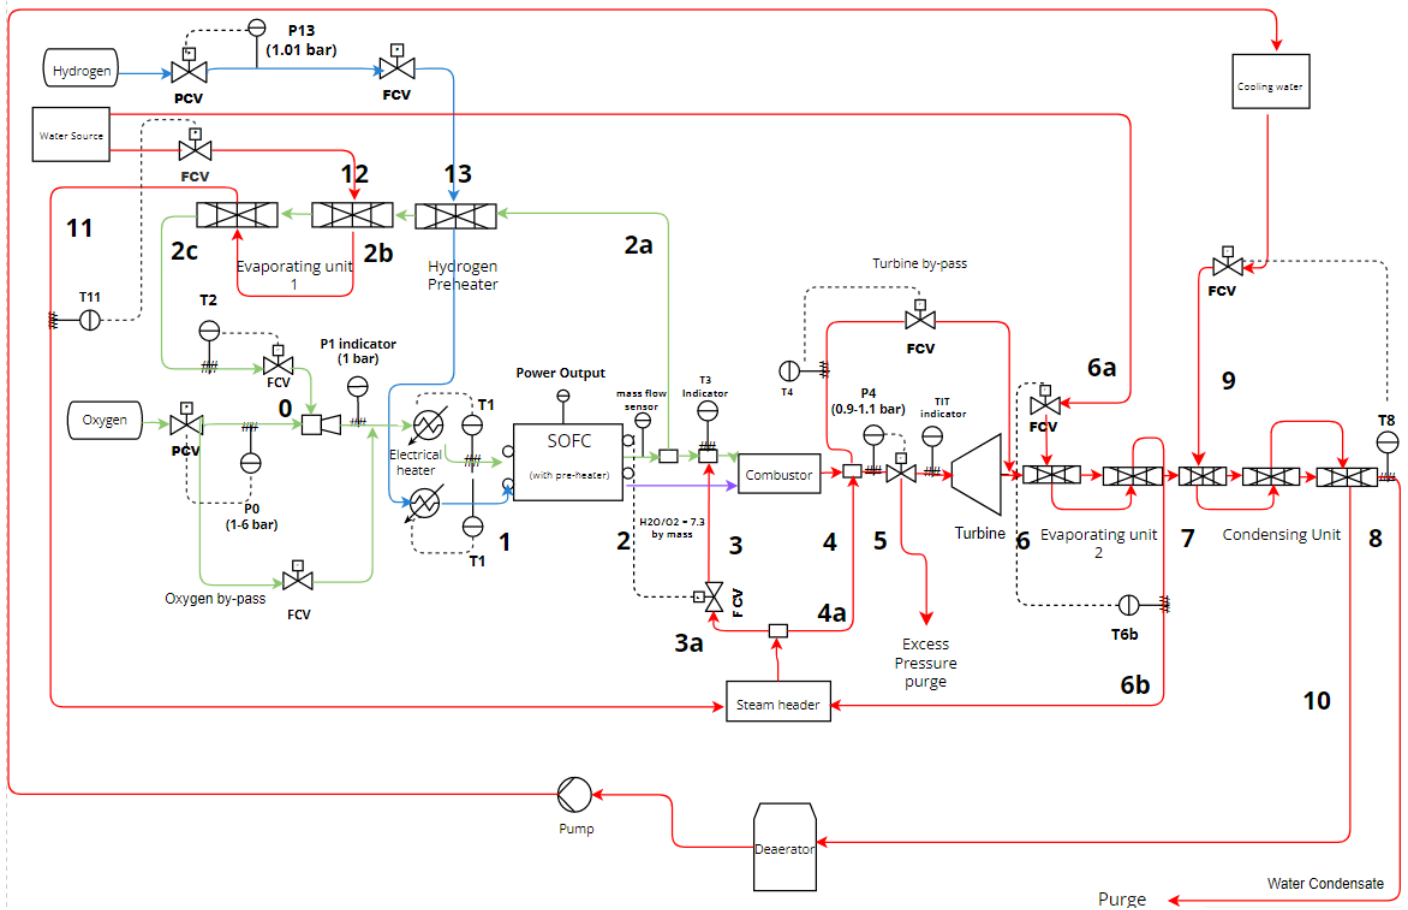 P13
(1.01 bar)
Hydrogen
PCV
FCV
Cooling water
Water Source
FCV
12
13
11
2c
Evaporating unit
1
2b
Hydrogen
Preheater
2a
Turbine by-pass
FCV
T11
T2
P1 indicator
(1 bar)
FCV
FCV
T4
6a
9
Power Output
mass flow
sensor
T3
Indicator
P4
(0.9-1.1 bar)
TIT
indicator
FCV
T8
Oxygen
PCV
0
Electrical
heater
T1
SOFC
(with pre-heater)
Combustor
P0
(1-6 bar)
H2O/O2 = 7.3
by mass
Turbine
Evaporating unit
2
Condensing Unit
1
2
3
4
5
6
7
8
T1
Oxygen by-pass
FCV
FCV
3a
4a
T6b
Excess
Pressure
purge
6b
10
Steam header
Pump
Deaerator
Water Condensate
Purge